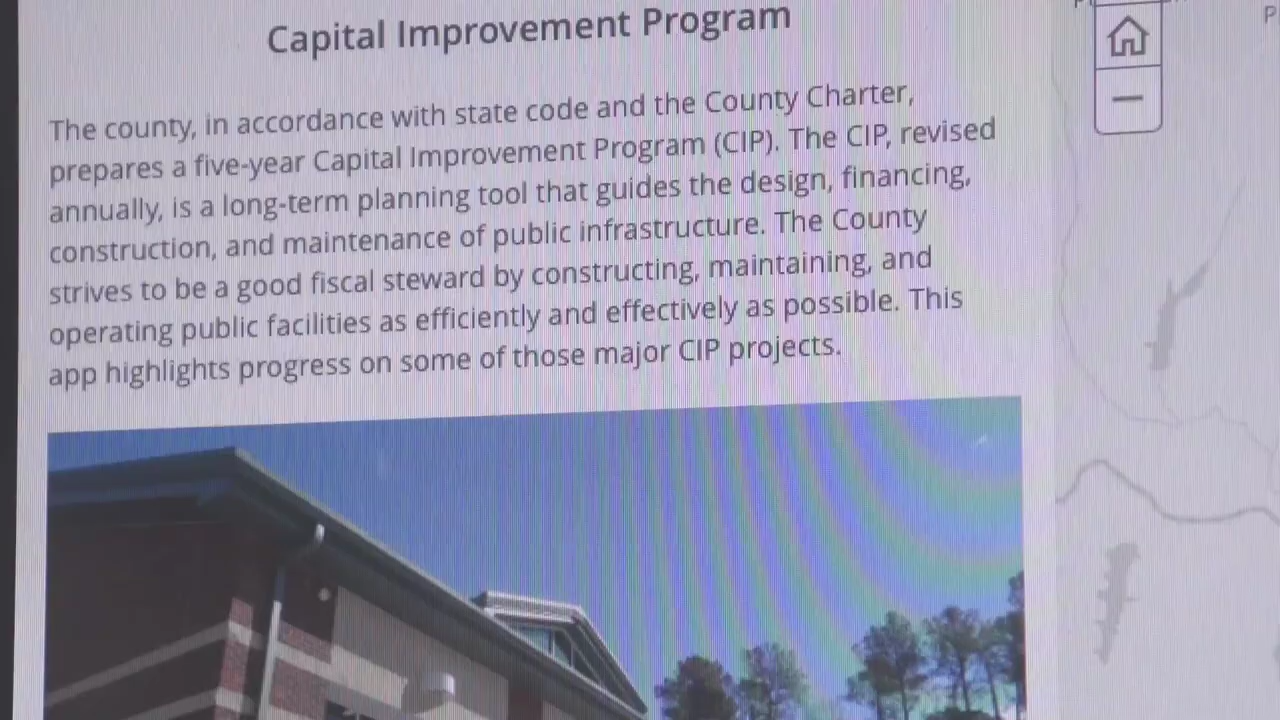 Capital Improvement Program
The county, in accordance with state code and the County Charter,
prepares a five-year Capital Improvement Program (CIP). The CIP, revised
annually, is a long-term planning tool that guides the design, financing,
construction, and maintenance of public infrastructure. The County
strives to be a good fiscal steward by constructing, maintaining, and
operating public facilities as efficiently and effectively as possible. This
app highlights progress on some of those major CIP projects.